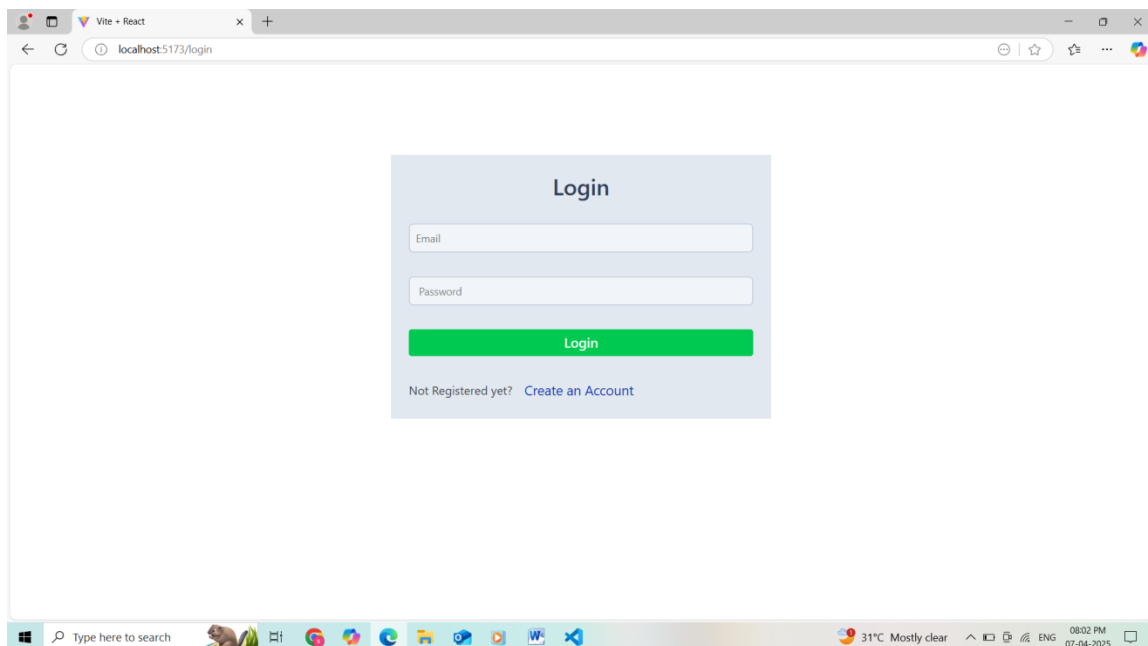 Vite + React
localhost:5173/login
Login
Email
Password
Login
Not Registered yet? Create an Account
Type here to search
31°C Mostly clear
ENG
08:02 PM
07-04-2025